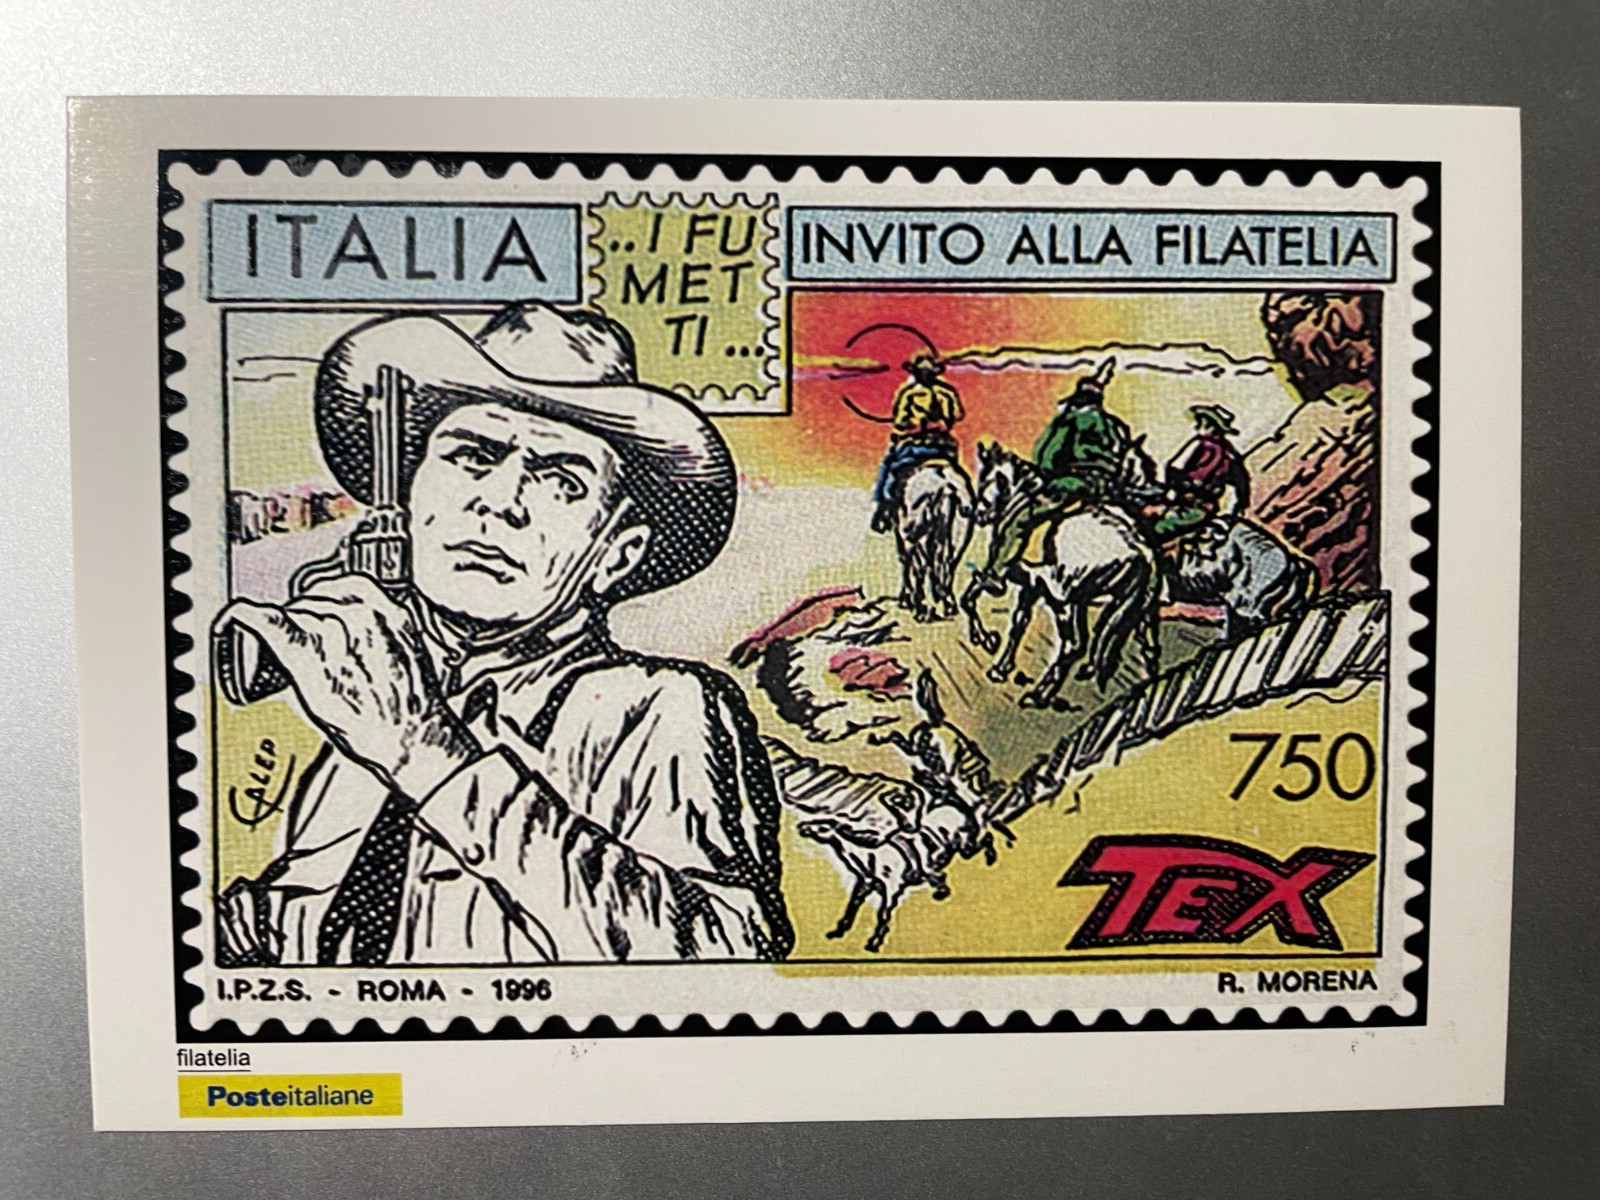 ITALIA
..I FU
MET
TI...
INVITO ALLA FILATELIA
GALEP
750
TEX
I.P.Z.S. - ROMA - 1996
R. MORENA
filatelia
Posteitaliane